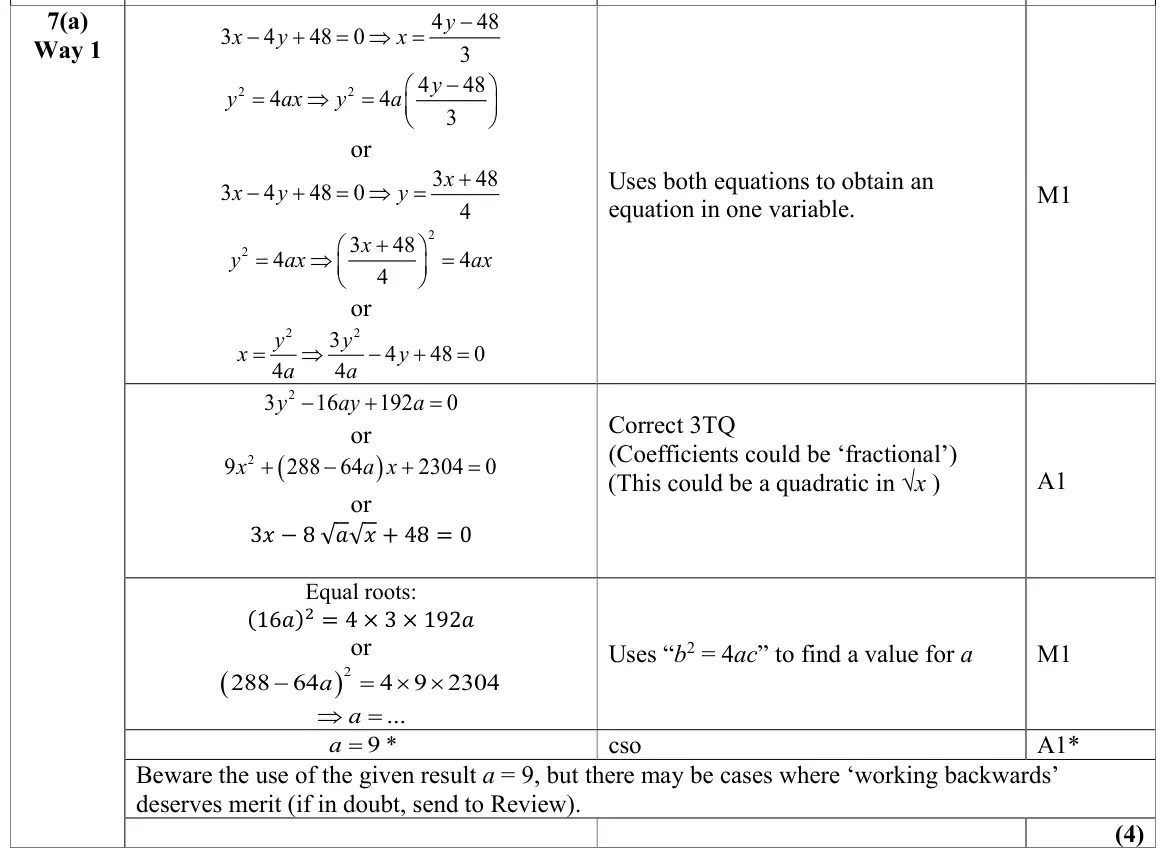 7(a)
Way 1
3x − 4y + 48 = 0 ⇒ x = (4y − 48)/3
y² = 4ax ⇒ y² = 4a((4y − 48)/3)
or
3x − 4y + 48 = 0 ⇒ y = (3x + 48)/4
y² = 4ax ⇒ ((3x + 48)/4)² = 4ax
or
x = y²/4a ⇒ 3y²/4a − 4y + 48 = 0
Uses both equations to obtain an
equation in one variable.
M1
3y² − 16ay + 192a = 0
or
9x² + (288 − 64a)x + 2304 = 0
or
3x − 8√a√x + 48 = 0
Correct 3TQ
(Coefficients could be ‘fractional’)
(This could be a quadratic in √x )
A1
Equal roots:
(16a)² = 4 × 3 × 192a
or
(288 − 64a)² = 4 × 9 × 2304
⇒ a = ...
Uses “b² = 4ac” to find a value for a
M1
a = 9 *
cso
A1*
Beware the use of the given result a = 9, but there may be cases where ‘working backwards’
deserves merit (if in doubt, send to Review).
(4)